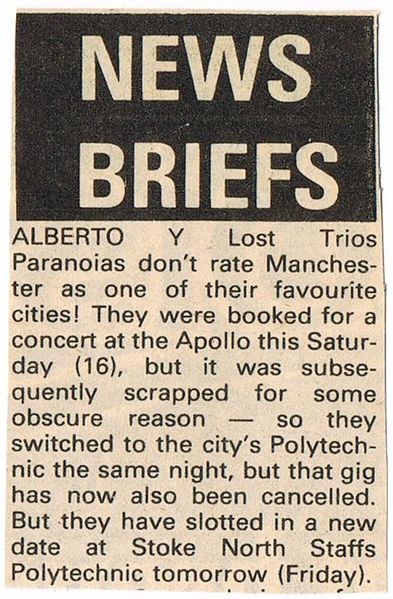 NEWS
BRIEFS
ALBERTO Y Lost Trios
Paranoias don't rate Manches-
ter as one of their favourite
cities! They were booked for a
concert at the Apollo this Satur-
day (16), but it was subse-
quently scrapped for some
obscure reason — so they
switched to the city's Polytech-
nic the same night, but that gig
has now also been cancelled.
But they have slotted in a new
date at Stoke North Staffs
Polytechnic tomorrow (Friday).